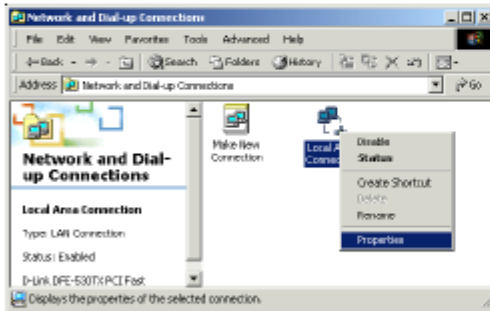 Network and Dial-up Connections
File Edit View Favorites Tools Advanced Help
Back Search Folders History
Address Network and Dial-up Connections Go
Network and Dial-
up Connections
Local Area Connection
Type: LAN Connection
Status: Enabled
D-Link DFE-530TX PCI Fast
Make New
Connection
Local A
Connec
Disable
Status
Create Shortcut
Delete
Rename
Properties
Displays the properties of the selected connection.